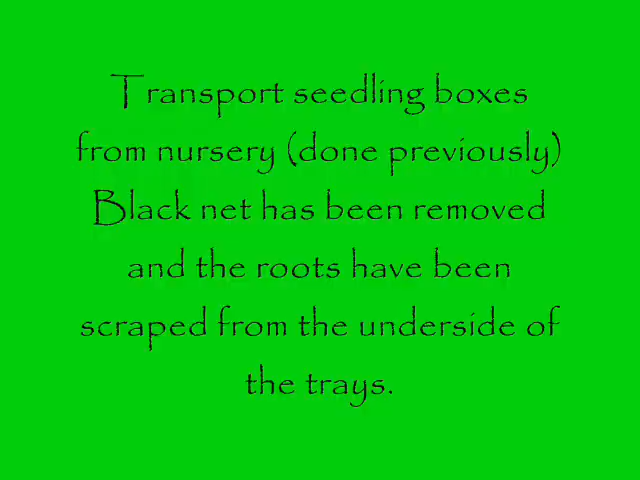 Transport seedling boxes
from nursery (done previously)
Black net has been removed
and the roots have been
scraped from the underside of
the trays.